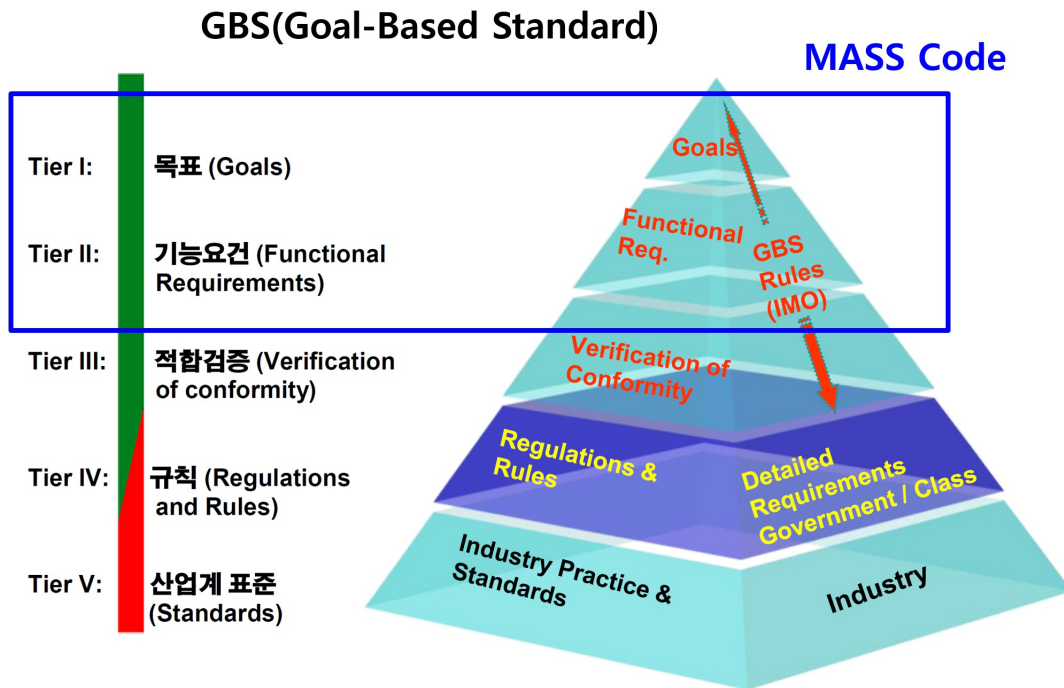 GBS(Goal-Based Standard)
MASS Code
Tier I:
목표 (Goals)
Tier II:
기능요건 (Functional
Requirements)
Tier III:
적합검증 (Verification
of conformity)
Tier IV:
규칙 (Regulations
and Rules)
Tier V:
산업계 표준
(Standards)
Goals
Functional
Req.
GBS
Rules
(IMO)
Verification of
Conformity
Regulations &
Rules
Detailed
Requirements
Government / Class
Industry Practice &
Standards
Industry